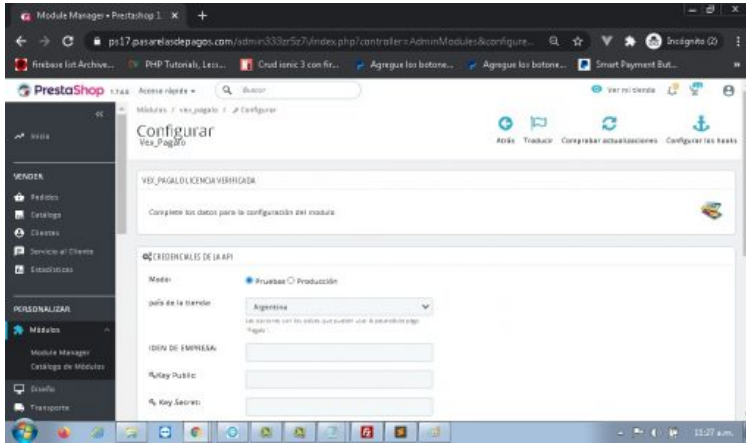 Module Manager • Prestashop 1.
ps17.pasarelasdepagos.com/admin333zr5z7i/index.php?controller=AdminModules&configure...
Incógnito (2)
firebase list Archive...
PHP Tutorials, Less...
Crud ionic 3 con fir...
Agregue los botone...
Agregue los botone...
Smart Payment But...
PrestaShop
Acceso rápido
Buscar
Ver mi tienda
Inicio
VENDER
Pedidos
Catálogo
Clientes
Servicio al Cliente
Estadísticas
PERSONALIZAR
Módulos
Module Manager
Catálogo de Módulos
Diseño
Transporte
Módulos / vex_pagalo / Configurar
Configurar
Vex_Pagalo
Atrás
Traducir
Comprobar actualizaciones
Configurar los hooks
VEX_PAGALO LICENCIA VERIFICADA
Complete los datos para la configuración del modulo
CREDENCIALES DE LA API
Modo:
Pruebas
Producción
país de la tienda:
Argentina
IDEN DE EMPRESA:
Key Public:
Key Secret:
11:27 a.m.